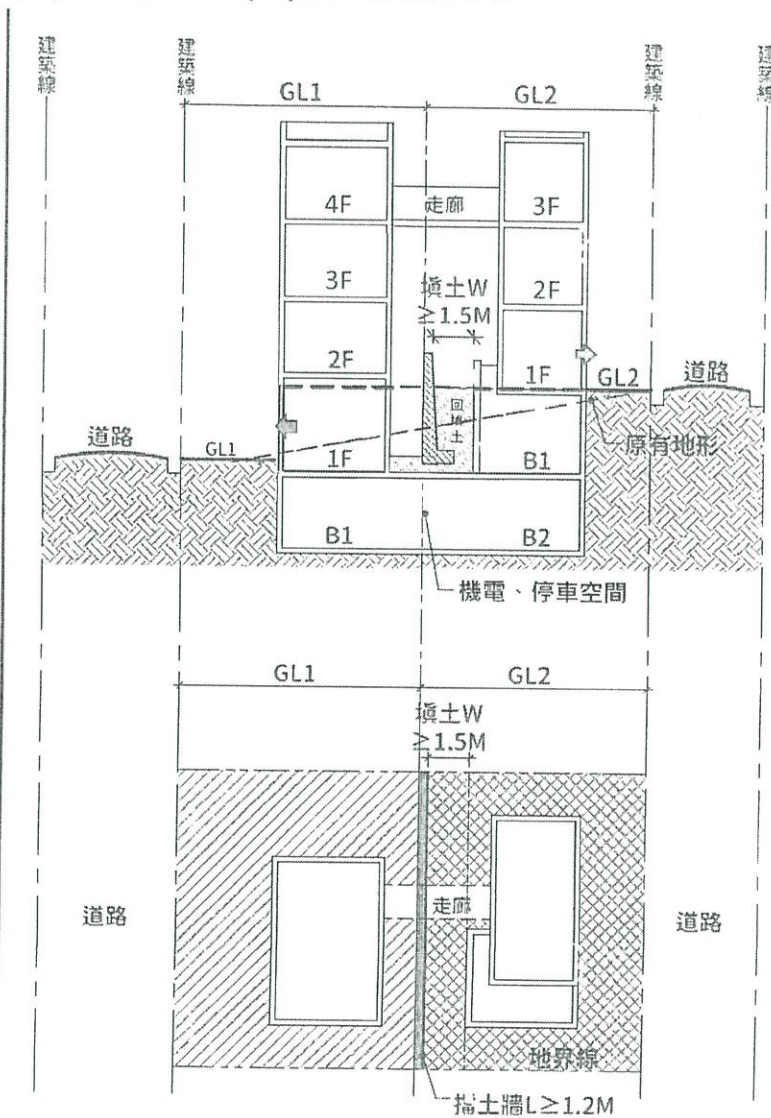 建築線
建築線
建築線
建築線
GL1
GL2
4F
走廊
3F
3F
填土W
≥1.5M
2F
2F
1F
GL2
道路
道路
GL1
回填土
原有地形
1F
B1
B1
B2
機電、停車空間
GL1
GL2
填土W
≥1.5M
道路
走廊
道路
地界線
擋土牆L≥1.2M